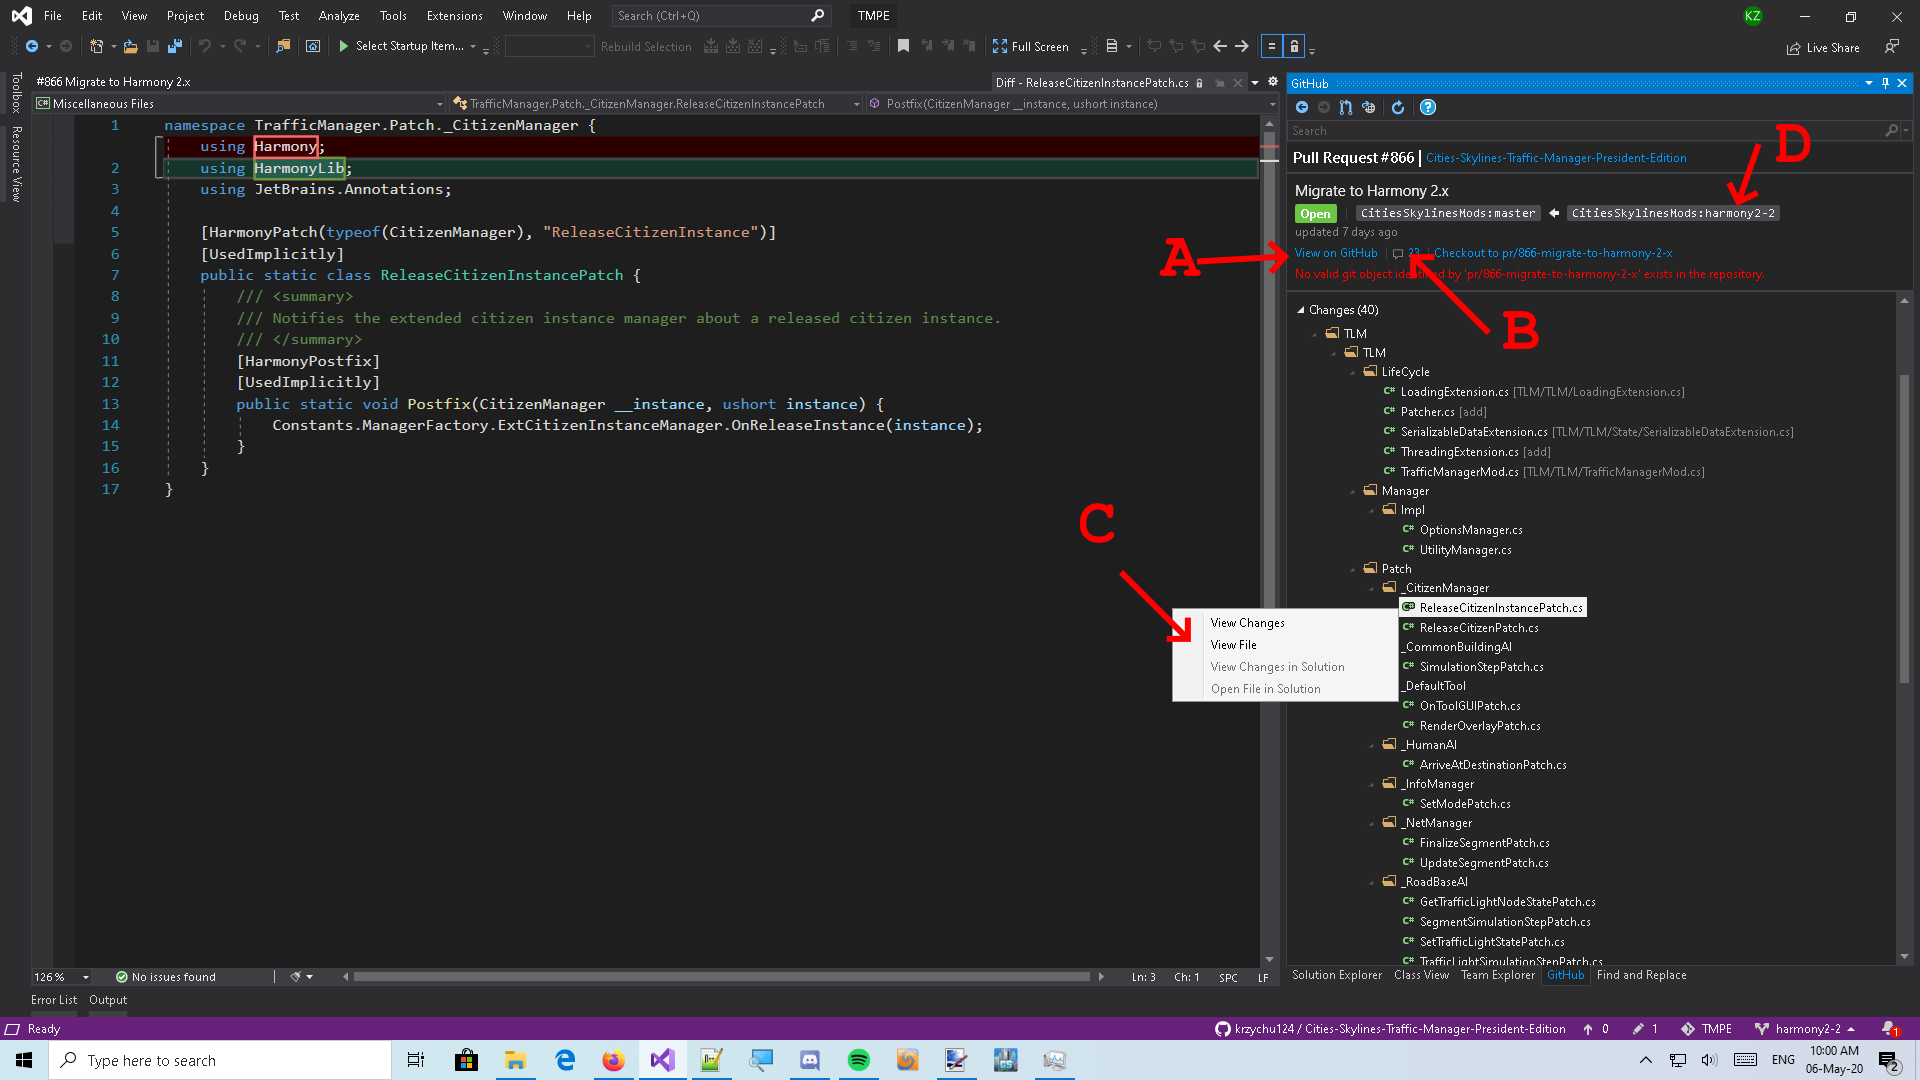 File Edit View Project Debug Test Analyze Tools Extensions Window Help Search (Ctrl+Q) TMPE KZ
Select Startup Item... Rebuild Selection Full Screen Live Share
Toolbox
Resource View
#866 Migrate to Harmony 2.x Diff - ReleaseCitizenInstancePatch.cs
C# Miscellaneous Files TrafficManager.Patch._CitizenManager.ReleaseCitizenInstancePatch Postfix(CitizenManager __instance, ushort instance)
1 namespace TrafficManager.Patch._CitizenManager {
using Harmony;
2 using HarmonyLib;
3 using JetBrains.Annotations;
4
5 [HarmonyPatch(typeof(CitizenManager), "ReleaseCitizenInstance")]
6 [UsedImplicitly]
7 public static class ReleaseCitizenInstancePatch {
8 /// <summary>
9 /// Notifies the extended citizen instance manager about a released citizen instance.
10 /// </summary>
11 [HarmonyPostfix]
12 [UsedImplicitly]
13 public static void Postfix(CitizenManager __instance, ushort instance) {
14 Constants.ManagerFactory.ExtCitizenInstanceManager.OnReleaseInstance(instance);
15 }
16 }
17 }
126 % No issues found Ln: 3 Ch: 1 SPC LF
Error List Output
GitHub
Search
Pull Request #866 Cities-Skylines-Traffic-Manager-President-Edition
Migrate to Harmony 2.x
Open CitiesSkylinesMods:master CitiesSkylinesMods:harmony2-2
updated 7 days ago
View on GitHub 23 Checkout to pr/866-migrate-to-harmony-2-x
No valid git object identified by 'pr/866-migrate-to-harmony-2-x' exists in the repository.
A
B
C
D
Changes (40)
TLM
TLM
LifeCycle
C# LoadingExtension.cs [TLM/TLM/LoadingExtension.cs]
C# Patcher.cs [add]
C# SerializableDataExtension.cs [TLM/TLM/State/SerializableDataExtension.cs]
C# ThreadingExtension.cs [add]
C# TrafficManagerMod.cs [TLM/TLM/TrafficManagerMod.cs]
Manager
Impl
C# OptionsManager.cs
C# UtilityManager.cs
Patch
_CitizenManager
C# ReleaseCitizenInstancePatch.cs
C# ReleaseCitizenPatch.cs
_CommonBuildingAI
C# SimulationStepPatch.cs
_DefaultTool
C# OnToolGUIPatch.cs
C# RenderOverlayPatch.cs
_HumanAI
C# ArriveAtDestinationPatch.cs
_InfoManager
C# SetModePatch.cs
_NetManager
C# FinalizeSegmentPatch.cs
C# UpdateSegmentPatch.cs
_RoadBaseAI
C# GetTrafficLightNodeStatePatch.cs
C# SegmentSimulationStepPatch.cs
C# SetTrafficLightStatePatch.cs
C# TrafficLightSimulationStepPatch.cs
View Changes
View File
View Changes in Solution
Open File in Solution
Solution Explorer Class View Team Explorer GitHub Find and Replace
Ready krzychu124 / Cities-Skylines-Traffic-Manager-President-Edition 0 1 TMPE harmony2-2 1
Type here to search ENG 10:00 AM 2
06-May-20